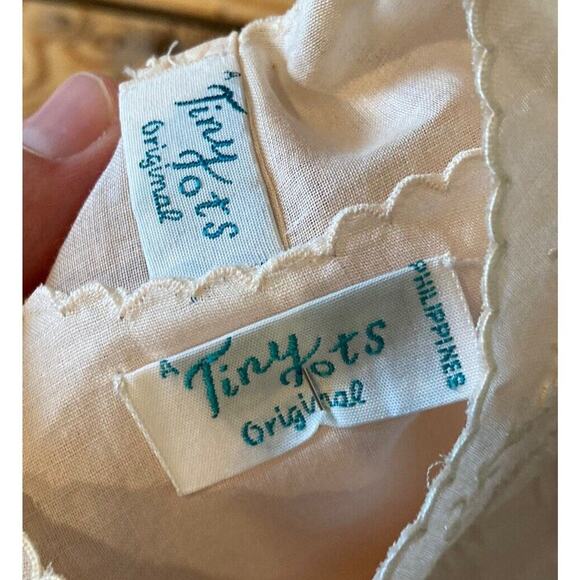 A Tiny Tots
Original
A Tiny Tots
Original
PHILIPPINES